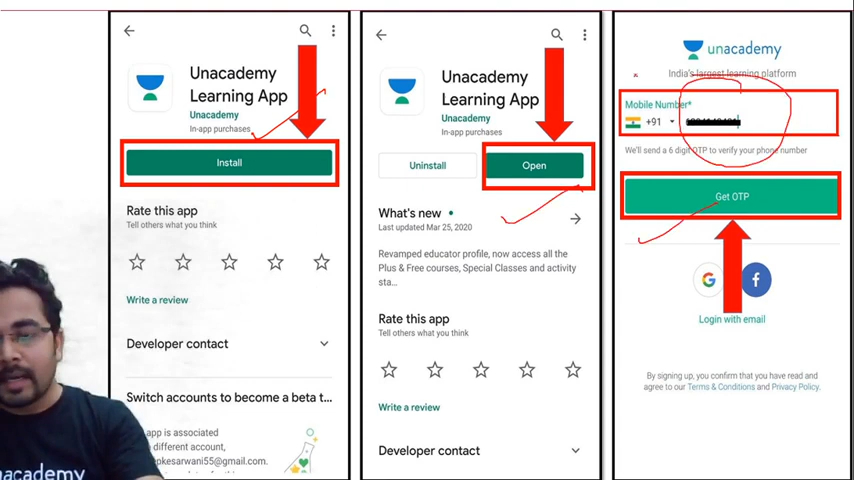 Unacademy
Learning App
Unacademy
In-app purchases
Install
Rate this app
Tell others what you think
Write a review
Developer contact
Switch accounts to become a beta t...
app is associated
different account,
pkesarwani55@gmail.com.
unacademy
Unacademy
Learning App
Unacademy
In-app purchases
Uninstall
Open
What's new
Last updated Mar 25, 2020
Revamped educator profile, now access all the
Plus & Free courses, Special Classes and activity
sta...
Rate this app
Tell others what you think
Write a review
Developer contact
unacademy
India's largest learning platform
Mobile Number*
+91
We'll send a 6 digit OTP to verify your phone number
Get OTP
G
f
Login with email
By signing up, you confirm that you have read and
agree to our Terms & Conditions and Privacy Policy.